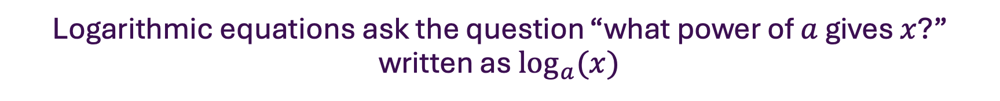 Logarithmic equations ask the question “what power of 𝑎 gives 𝑥?”
written as logₐ(𝑥)